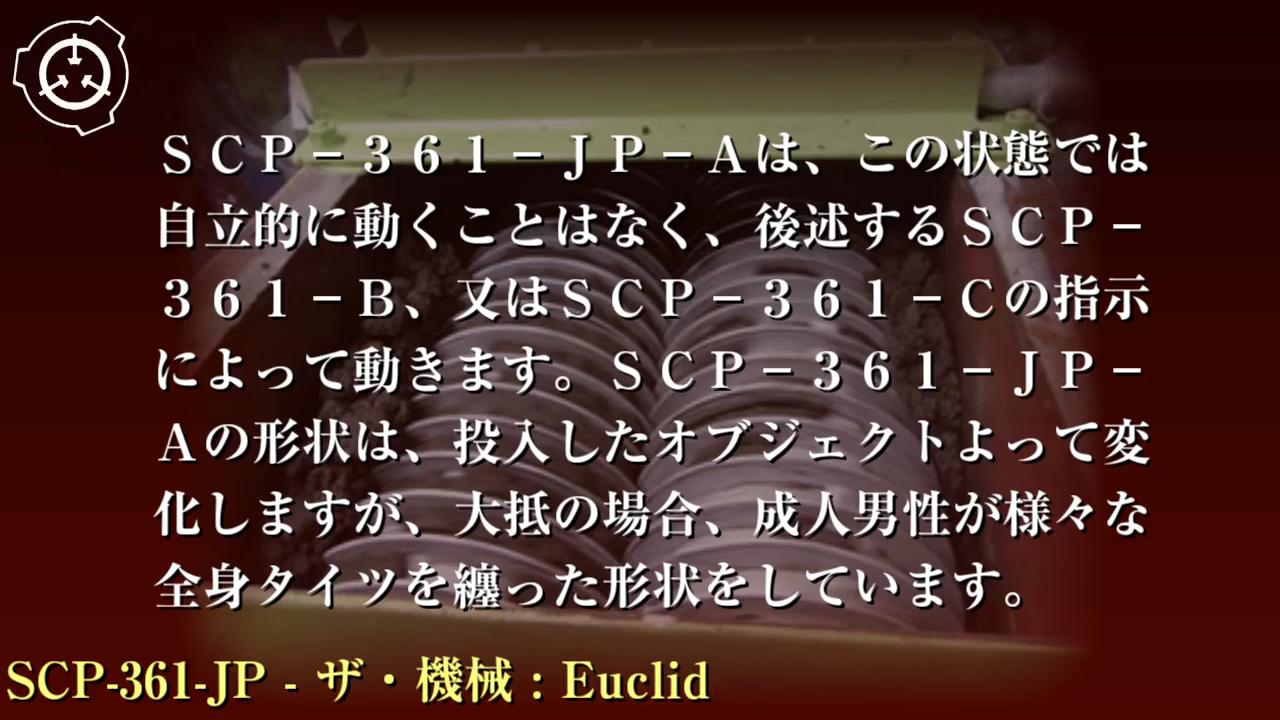 ＳＣＰ－３６１－ＪＰ－Ａは、この状態では
自立的に動くことはなく、後述するＳＣＰ－
３６１－Ｂ、又はＳＣＰ－３６１－Ｃの指示
によって動きます。ＳＣＰ－３６１－ＪＰ－
Ａの形状は、投入したオブジェクトよって変
化しますが、大抵の場合、成人男性が様々な
全身タイツを纏った形状をしています。
SCP-361-JP - ザ・機械 : Euclid